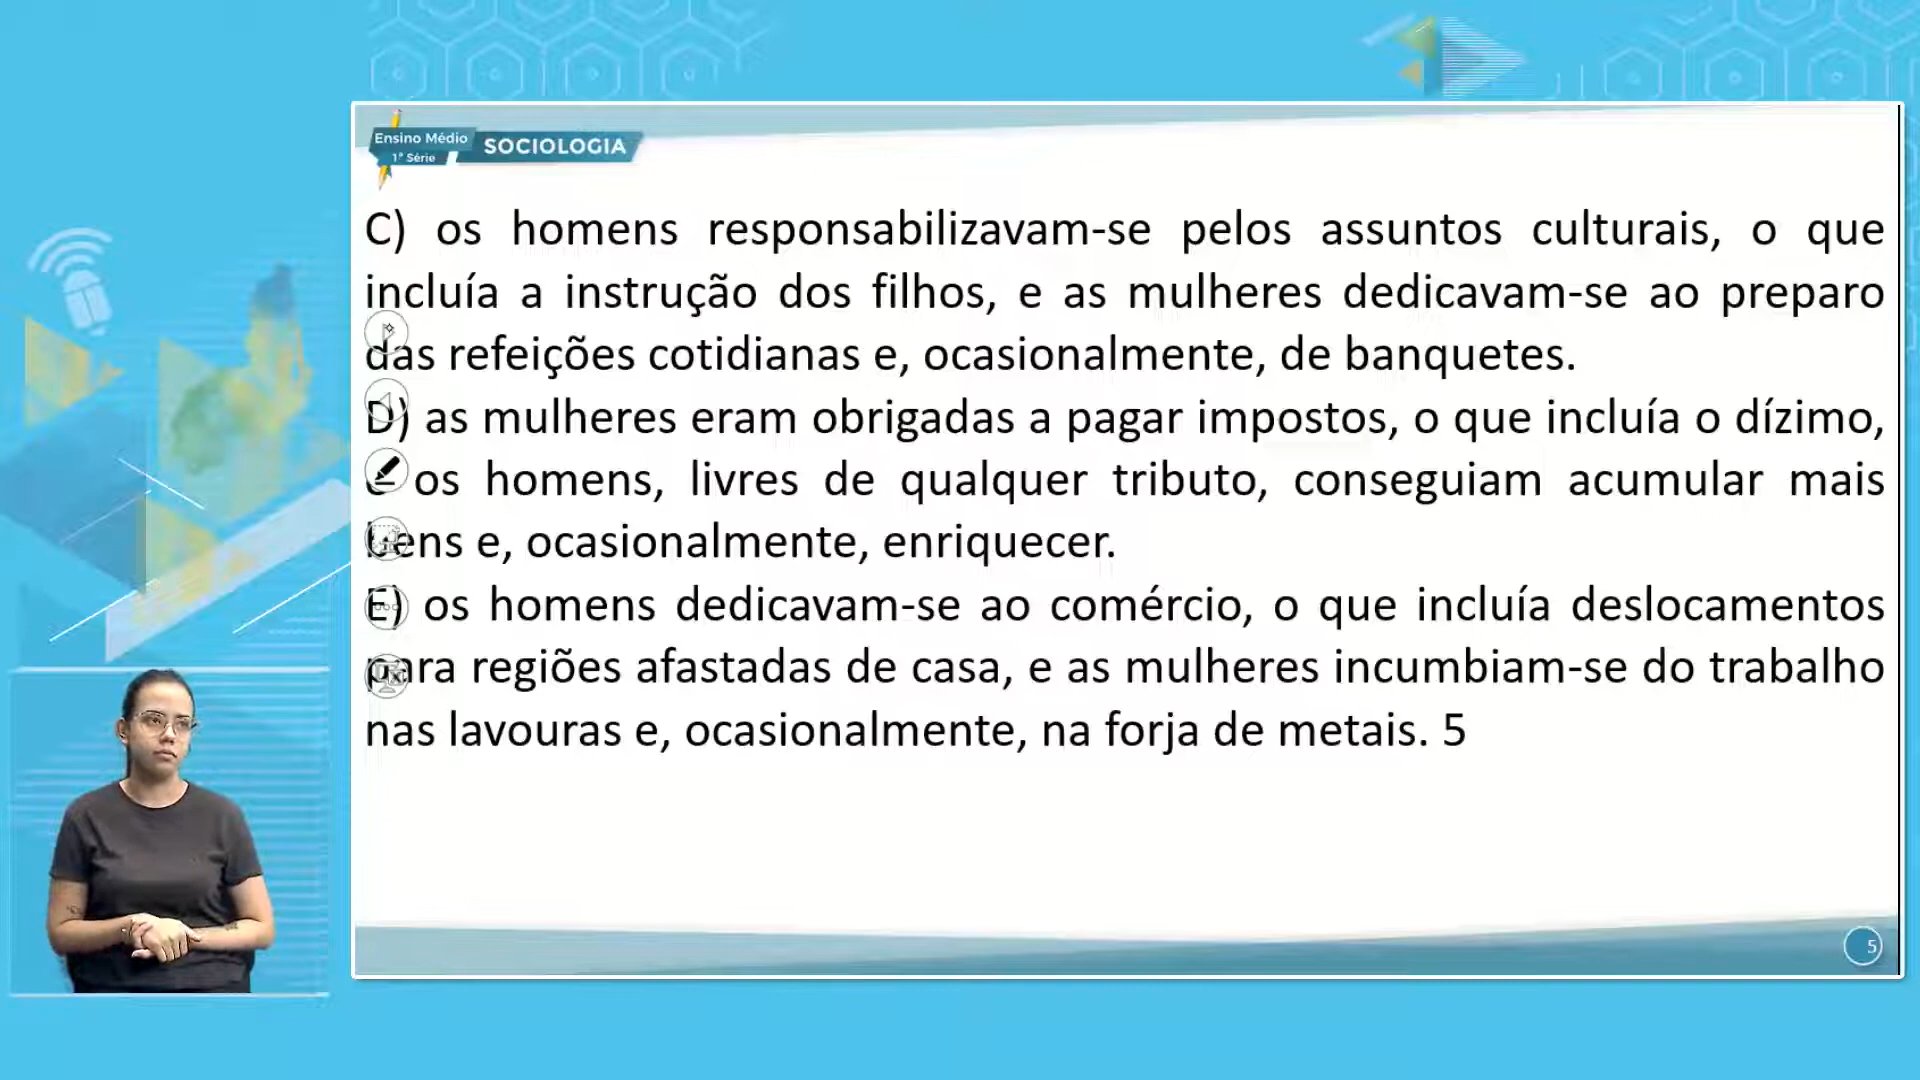 Ensino Médio
1ª Série
SOCIOLOGIA
C) os homens responsabilizavam-se pelos assuntos culturais, o que
incluía a instrução dos filhos, e as mulheres dedicavam-se ao preparo
das refeições cotidianas e, ocasionalmente, de banquetes.
D) as mulheres eram obrigadas a pagar impostos, o que incluía o dízimo,
e os homens, livres de qualquer tributo, conseguiam acumular mais
bens e, ocasionalmente, enriquecer.
E) os homens dedicavam-se ao comércio, o que incluía deslocamentos
para regiões afastadas de casa, e as mulheres incumbiam-se do trabalho
nas lavouras e, ocasionalmente, na forja de metais. 5
5